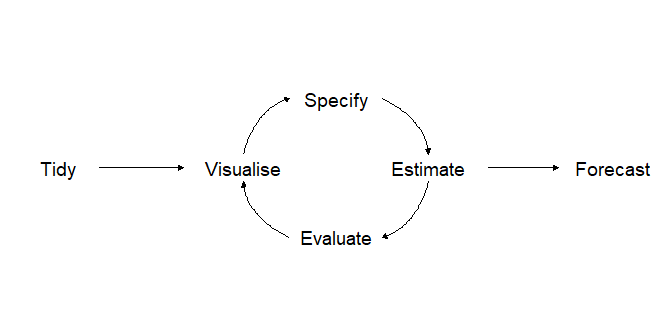 Specify
Tidy
Visualise
Estimate
Forecast
Evaluate